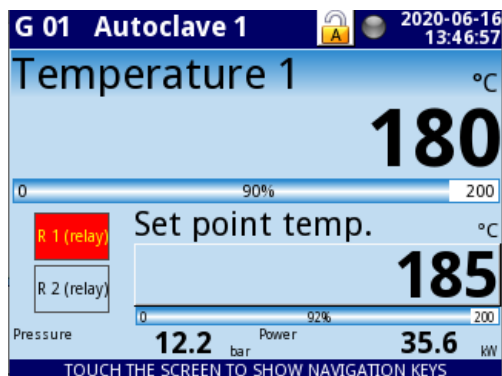 G 01 Autoclave 1 A 2020-06-16
13:46:57
Temperature 1 °C
180
0 90% 200
R 1 (relay) Set point temp. °C
R 2 (relay) 185
0 92% 200
Pressure 12.2 bar Power 35.6 kW
TOUCH THE SCREEN TO SHOW NAVIGATION KEYS